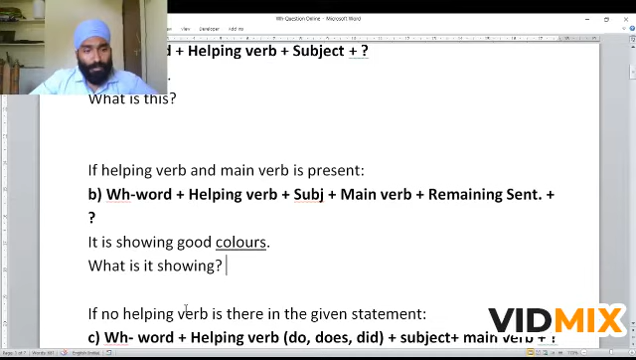 Wh-Question Online - Microsoft Word
Developer Add-Ins
+ Helping verb + Subject + ?
What is this?
If helping verb and main verb is present:
b) Wh-word + Helping verb + Subj + Main verb + Remaining Sent. +
?
It is showing good colours.
What is it showing?
If no helping verb is there in the given statement:
c) Wh- word + Helping verb (do, does, did) + subject+ main verb + ?
VIDMIX